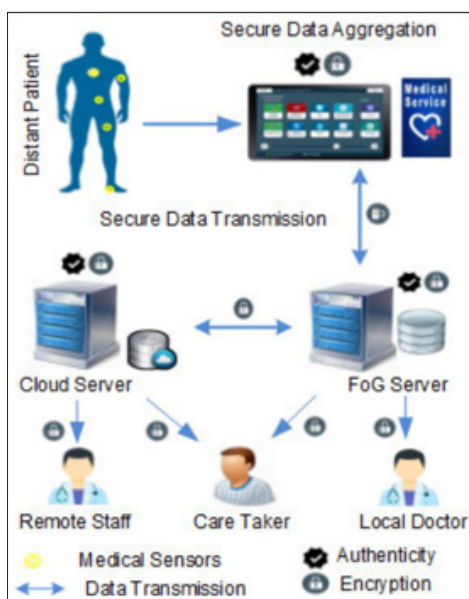 Secure Data Aggregation
Distant Patient
Medical
Service
Secure Data Transmission
Cloud Server
FoG Server
Remote Staff
Care Taker
Local Doctor
Medical Sensors
Authenticity
Data Transmission
Encryption